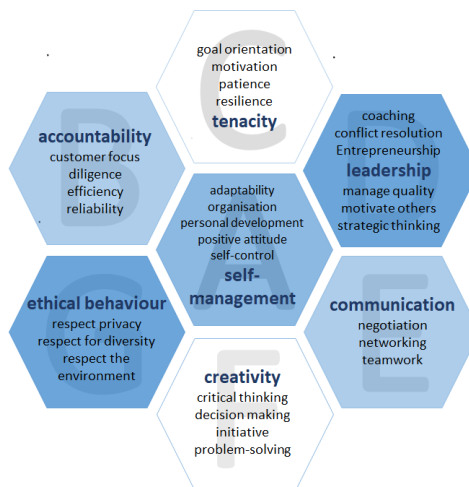 C
goal orientation
motivation
patience
resilience
tenacity
B
accountability
customer focus
diligence
efficiency
reliability
D
coaching
conflict resolution
Entrepreneurship
leadership
manage quality
motivate others
strategic thinking
A
adaptability
organisation
personal development
positive attitude
self-control
self-
management
G
ethical behaviour
respect privacy
respect for diversity
respect the
environment
E
communication
negotiation
networking
teamwork
F
creativity
critical thinking
decision making
initiative
problem-solving